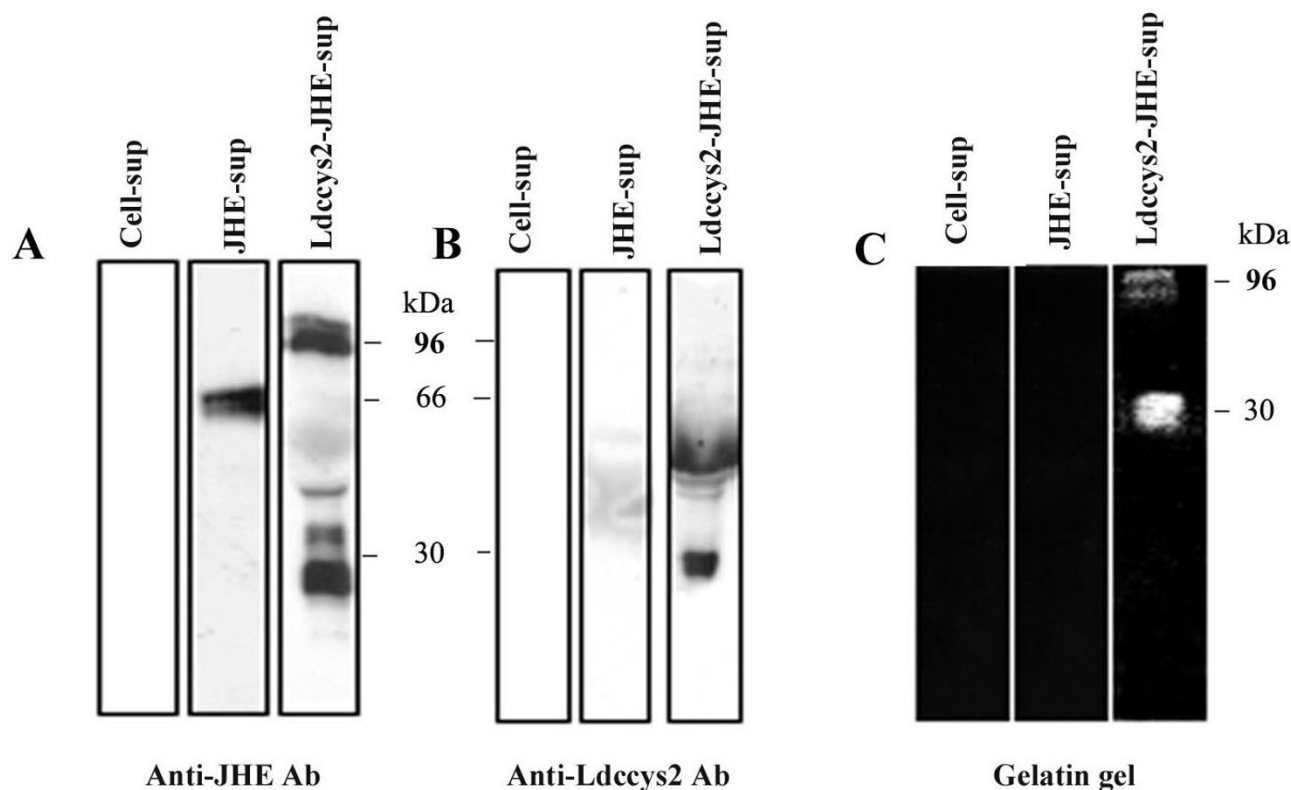 A
Cell-sup
JHE-sup
Ldccys2-JHE-sup
kDa
– 96
– 66
– 30
Anti-JHE Ab
B
Cell-sup
JHE-sup
Ldccys2-JHE-sup
Anti-Ldccys2 Ab
C
Cell-sup
JHE-sup
Ldccys2-JHE-sup
kDa
– 96
– 30
Gelatin gel